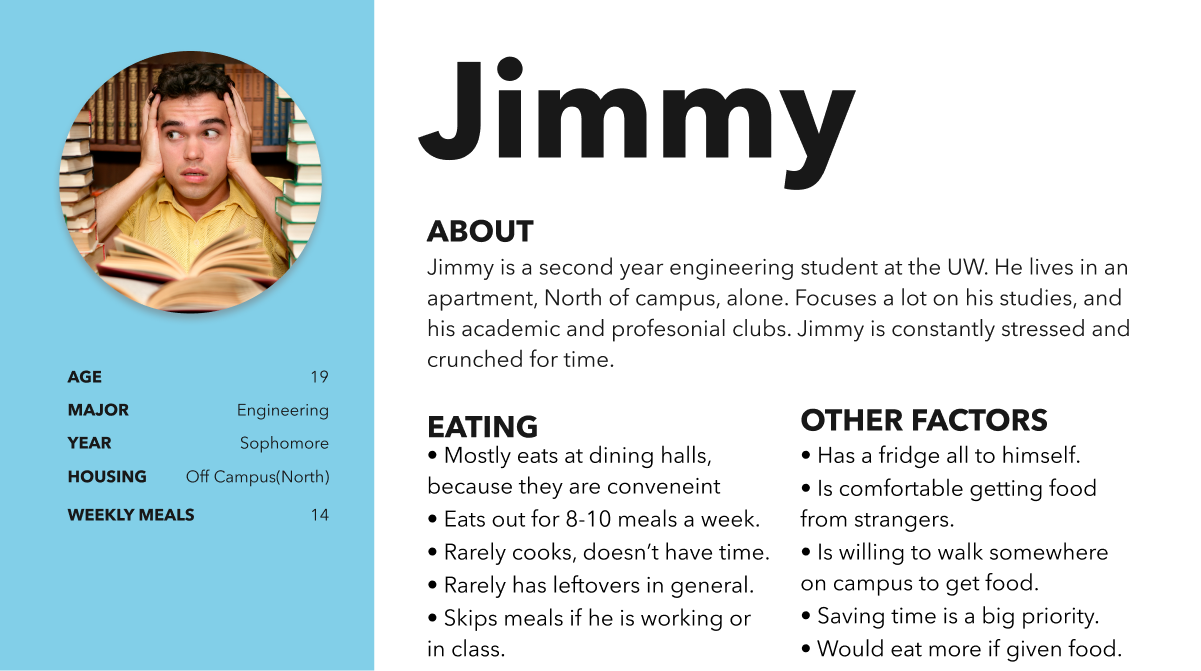 Jimmy
ABOUT
Jimmy is a second year engineering student at the UW. He lives in an
apartment, North of campus, alone. Focuses a lot on his studies, and
his academic and profesonial clubs. Jimmy is constantly stressed and
crunched for time.
AGE 19
MAJOR Engineering
YEAR Sophomore
HOUSING Off Campus(North)
WEEKLY MEALS 14
EATING
• Mostly eats at dining halls,
because they are conveneint
• Eats out for 8-10 meals a week.
• Rarely cooks, doesn’t have time.
• Rarely has leftovers in general.
• Skips meals if he is working or
in class.
OTHER FACTORS
• Has a fridge all to himself.
• Is comfortable getting food
from strangers.
• Is willing to walk somewhere
on campus to get food.
• Saving time is a big priority.
• Would eat more if given food.